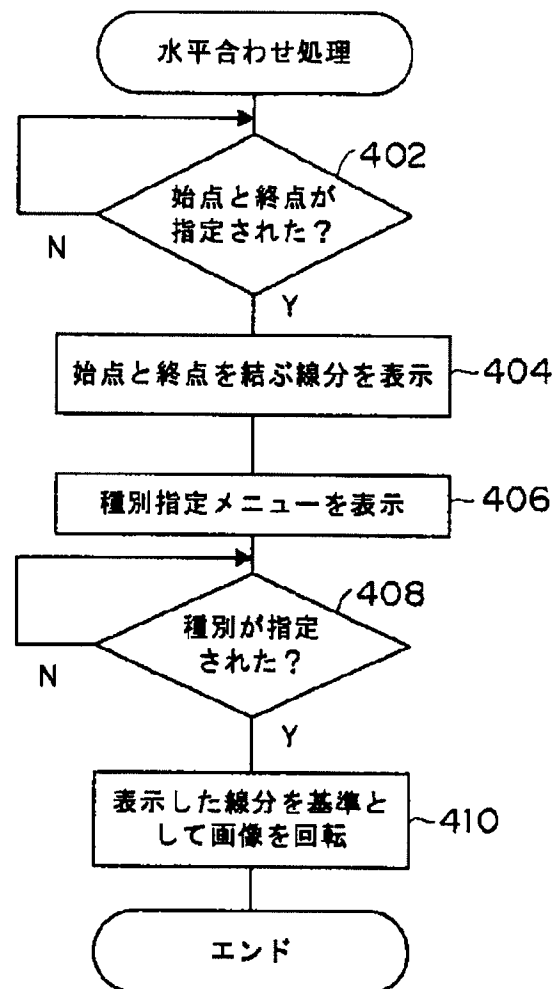 水平合わせ処理
402
始点と終点が
指定された？
N
Y
始点と終点を結ぶ線分を表示
404
種別指定メニューを表示
406
408
種別が指定
された？
N
Y
表示した線分を基準と
して画像を回転
410
エンド